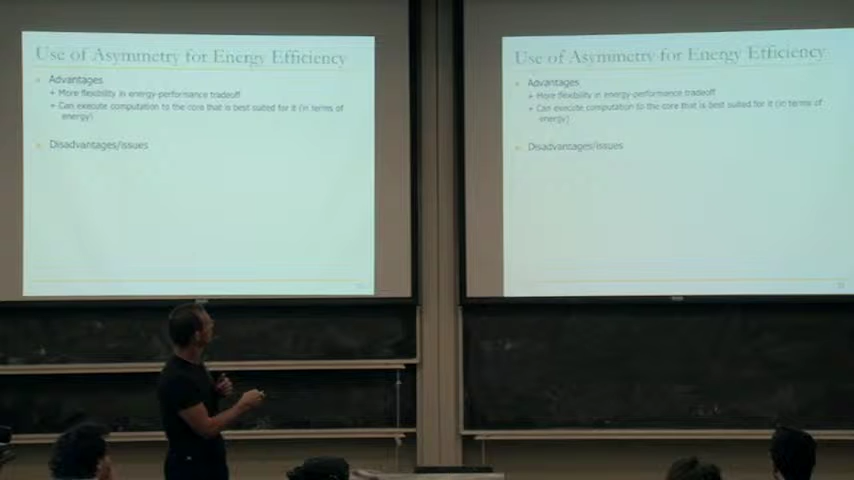 Use of Asymmetry for Energy Efficiency
Advantages
+ More flexibility in energy-performance tradeoff
+ Can execute computation to the core that is best suited for it (in terms of
energy)
Disadvantages/issues
Use of Asymmetry for Energy Efficiency
Advantages
+ More flexibility in energy-performance tradeoff
+ Can execute computation to the core that is best suited for it (in terms of
energy)
Disadvantages/issues